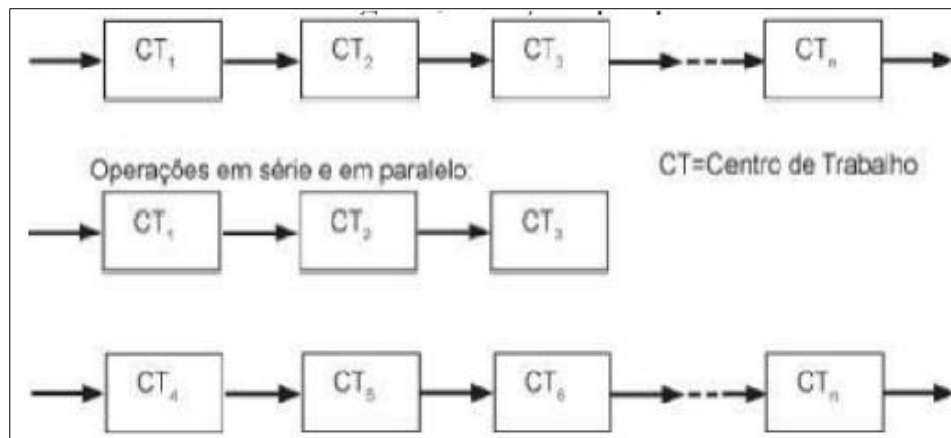 CT₁ CT₂ CT₃ CTₙ
Operações em série e em paralelo:
CT=Centro de Trabalho
CT₁ CT₂ CT₃
CT₄ CT₅ CT₆ CTₙ